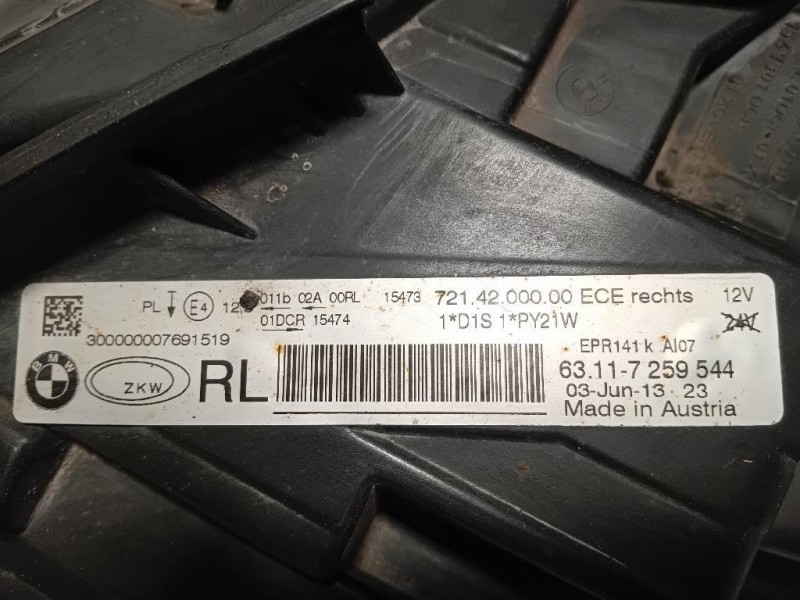 PL E4 011b 02A 00RL 15473 721.42.000.00 ECE rechts 12V
01DCR 15474 1*D1S 1*PY21W 24V
300000007691519 EPR141 k AI07
BMW ZKW RL 63.11-7 259 544
03-Jun-13 23
Made in Austria